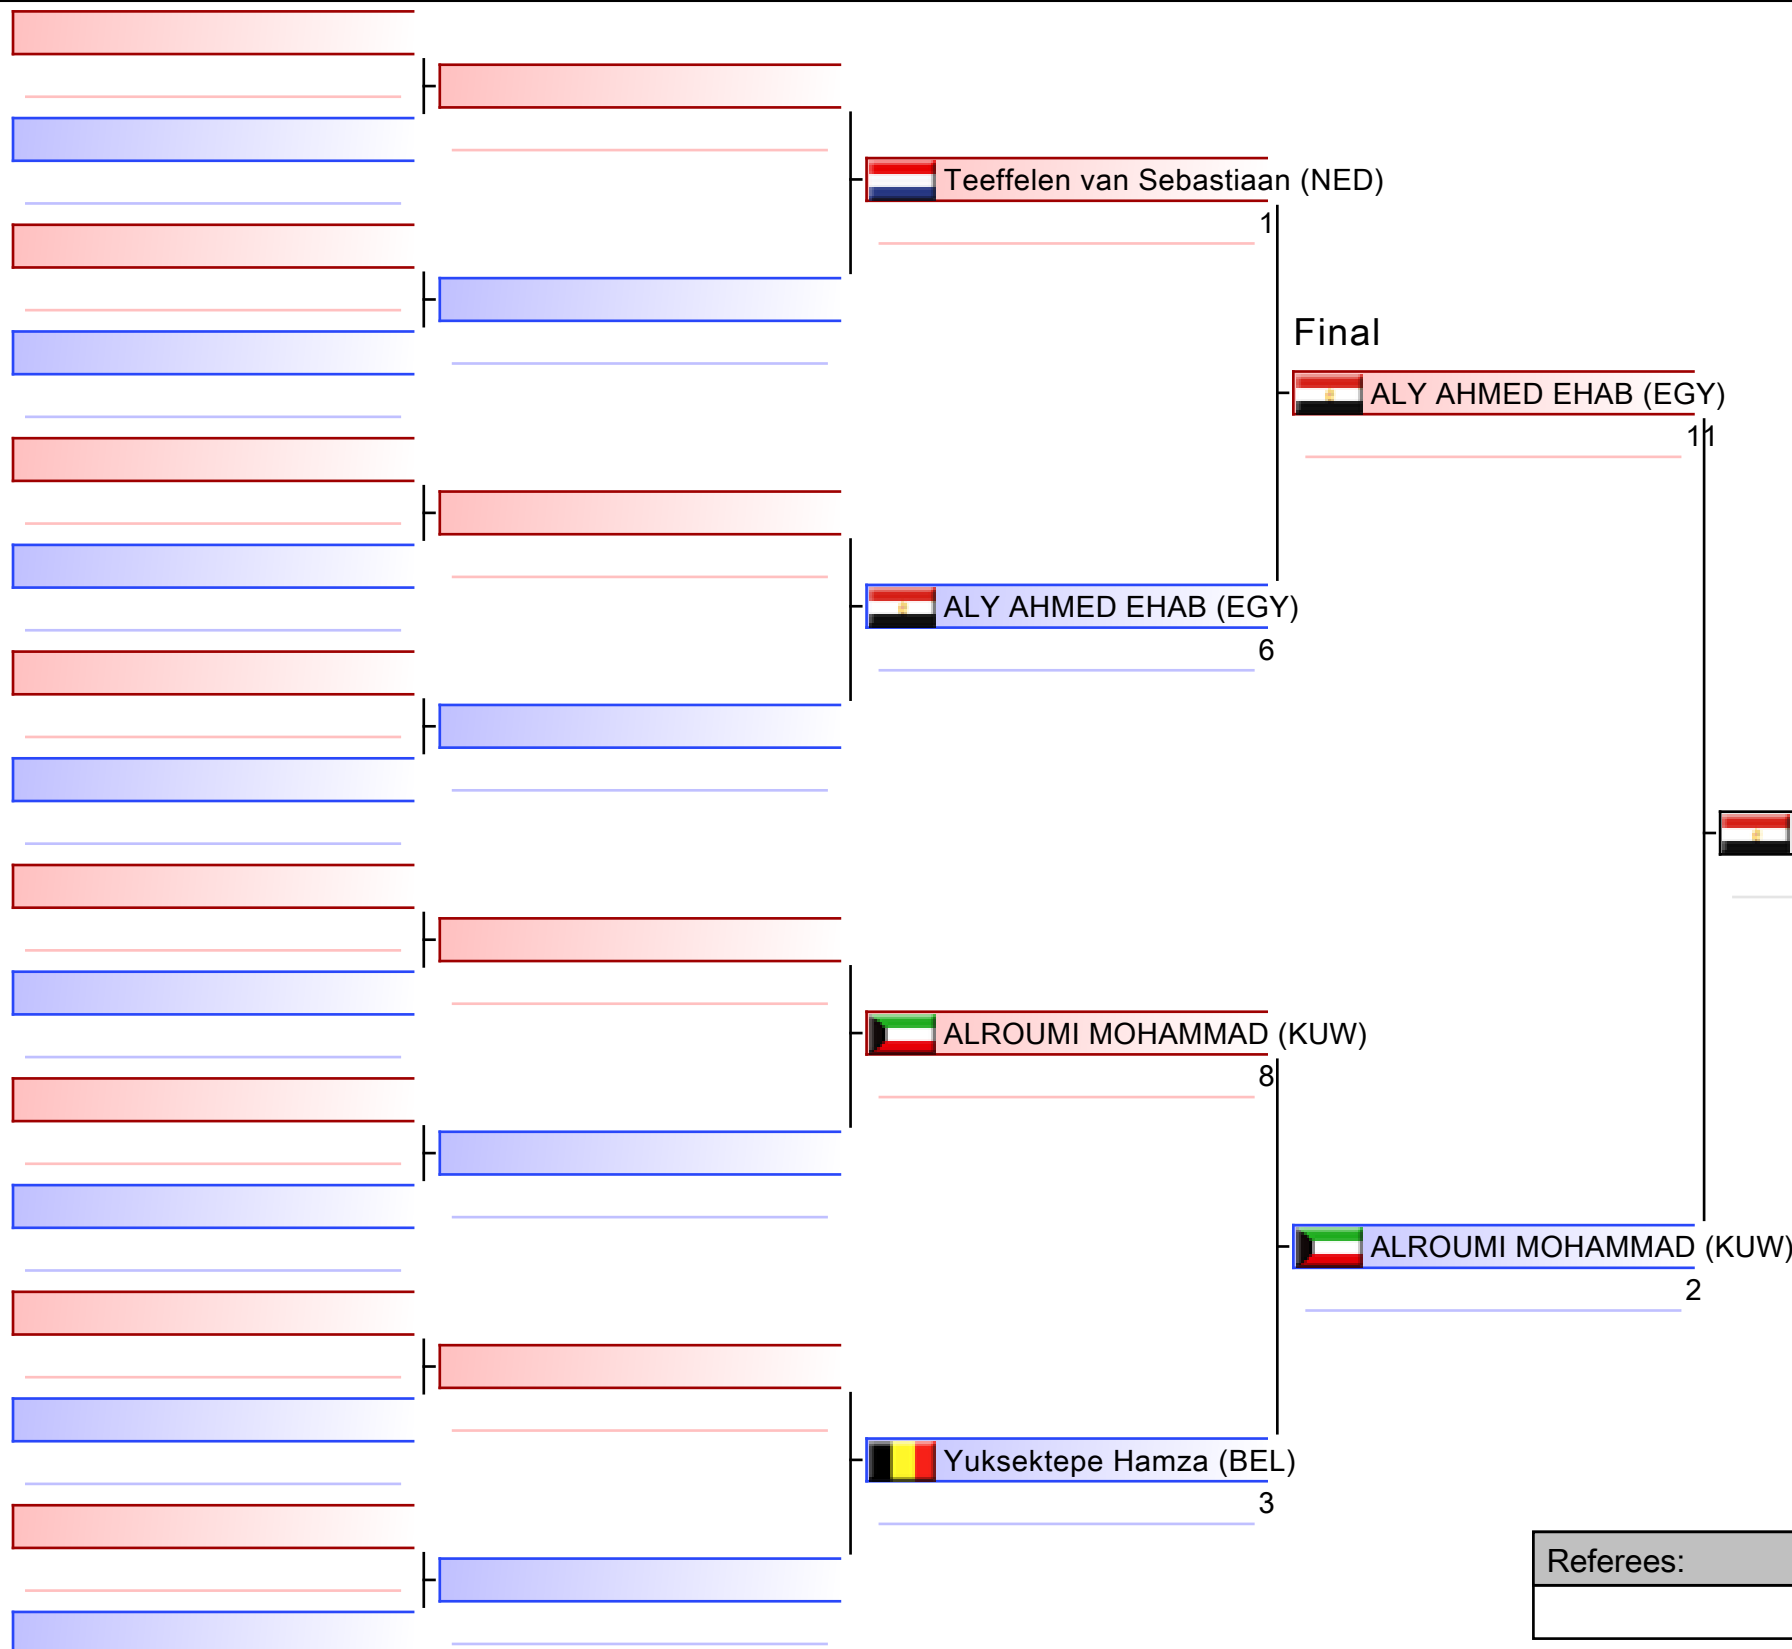 Teeffelen van Sebastiaan (NED)
1
Final
ALY AHMED EHAB (EGY)
11
ALY AHMED EHAB (EGY)
6
ALROUMI MOHAMMAD (KUW)
8
ALROUMI MOHAMMAD (KUW)
2
Yuksektepe Hamza (BEL)
3
Referees: